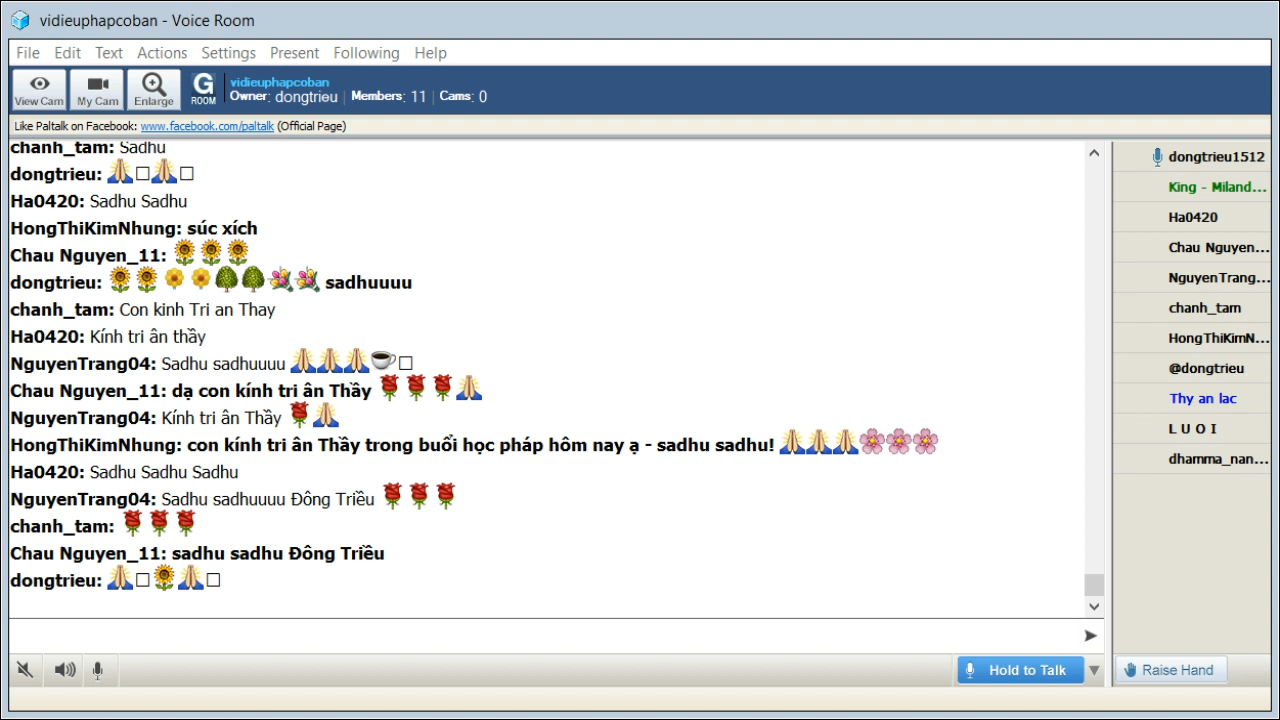 vidieuphapcoban - Voice Room
File Edit Text Actions Settings Present Following Help
View Cam
My Cam
Enlarge
G ROOM
vidieuphapcoban
Owner: dongtrieu | Members: 11 | Cams: 0
Like Paltalk on Facebook: www.facebook.com/paltalk (Official Page)
chanh_tam: Sadhu
dongtrieu: 🙏□🙏□
Ha0420: Sadhu Sadhu
HongThiKimNhung: súc xích
Chau Nguyen_11: 🌻🌻🌻
dongtrieu: 🌻🌻🌼🌼🌳🌳💐💐 sadhuuuu
chanh_tam: Con kinh Tri an Thay
Ha0420: Kính tri ân thầy
NguyenTrang04: Sadhu sadhuuuu 🙏🙏🙏☕□
Chau Nguyen_11: dạ con kính tri ân Thầy 🌹🌹🌹🙏
NguyenTrang04: Kính tri ân Thầy 🌹🙏
HongThiKimNhung: con kính tri ân Thầy trong buổi học pháp hôm nay ạ - sadhu sadhu! 🙏🙏🙏🌸🌸🌸
Ha0420: Sadhu Sadhu Sadhu
NguyenTrang04: Sadhu sadhuuuu Đông Triều 🌹🌹🌹
chanh_tam: 🌹🌹🌹
Chau Nguyen_11: sadhu sadhu Đông Triều
dongtrieu: 🙏□🌻🙏□
Hold to Talk
dongtrieu1512
King - Miland...
Ha0420
Chau Nguyen...
NguyenTrang...
chanh_tam
HongThiKimN...
@dongtrieu
Thy an lac
L U O I
dhamma_nan...
Raise Hand